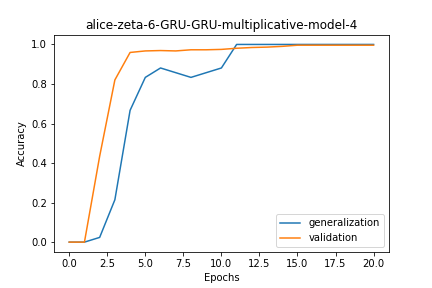 alice-zeta-6-GRU-GRU-multiplicative-model-4
1.0
0.8
0.6
0.4
0.2
0.0
Accuracy
generalization
validation
0.0 2.5 5.0 7.5 10.0 12.5 15.0 17.5 20.0
Epochs